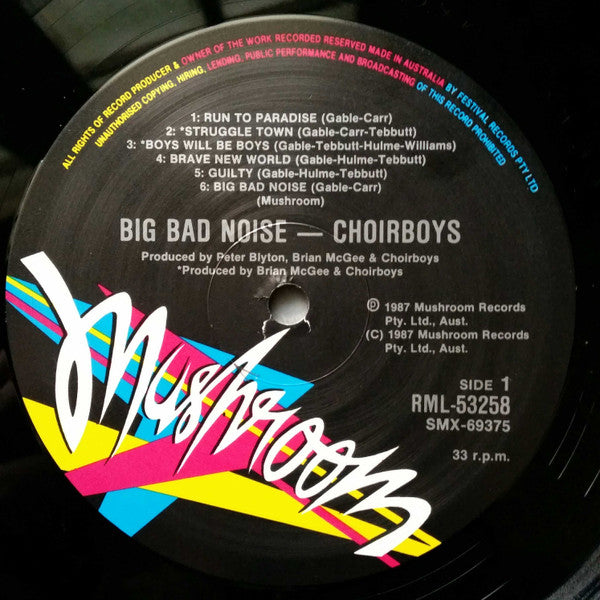 ALL RIGHTS OF RECORD PRODUCER & OWNER OF THE WORK RECORDED RESERVED MADE IN AUSTRALIA BY FESTIVAL RECORDS PTY LTD
UNAUTHORISED COPYING, HIRING, LENDING, PUBLIC PERFORMANCE AND BROADCASTING OF THIS RECORD PROHIBITED
1: RUN TO PARADISE (Gable-Carr)
2: *STRUGGLE TOWN (Gable-Carr-Tebbutt)
3: *BOYS WILL BE BOYS (Gable-Tebbutt-Hulme-Williams)
4: BRAVE NEW WORLD (Gable-Hulme-Tebbutt)
5: GUILTY (Gable-Hulme-Tebbutt)
6: BIG BAD NOISE (Gable-Carr)
(Mushroom)
BIG BAD NOISE — CHOIRBOYS
Produced by Peter Blyton, Brian McGee & Choirboys
*Produced by Brian McGee & Choirboys
℗ 1987 Mushroom Records
Pty. Ltd., Aust.
(C) 1987 Mushroom Records
Pty. Ltd., Aust.
SIDE 1
RML-53258
SMX-69375
33 r.p.m.
Mushroom